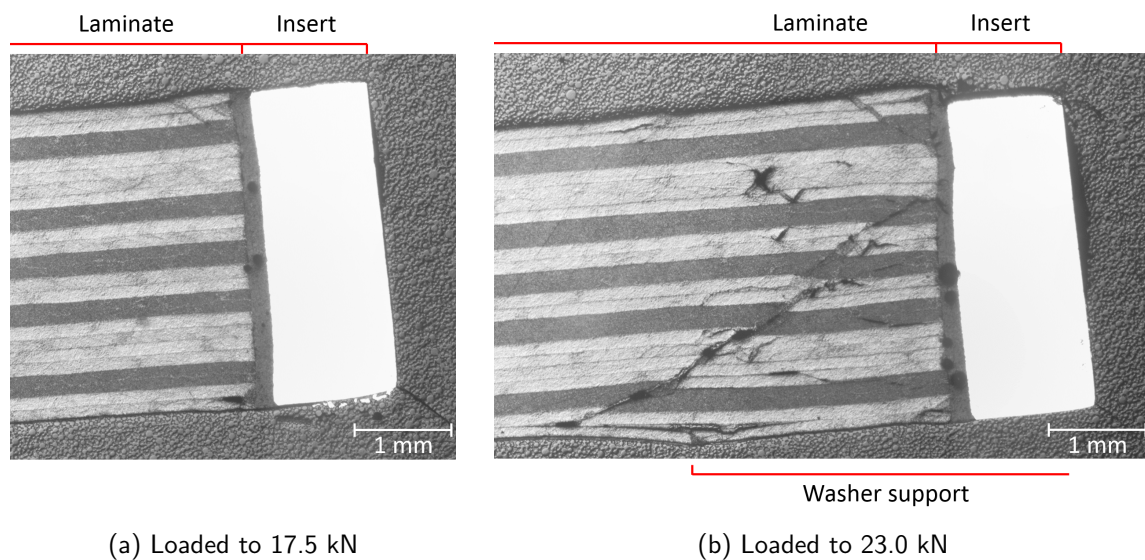 Laminate Insert
Laminate Insert
1 mm
1 mm
Washer support
(a) Loaded to 17.5 kN
(b) Loaded to 23.0 kN